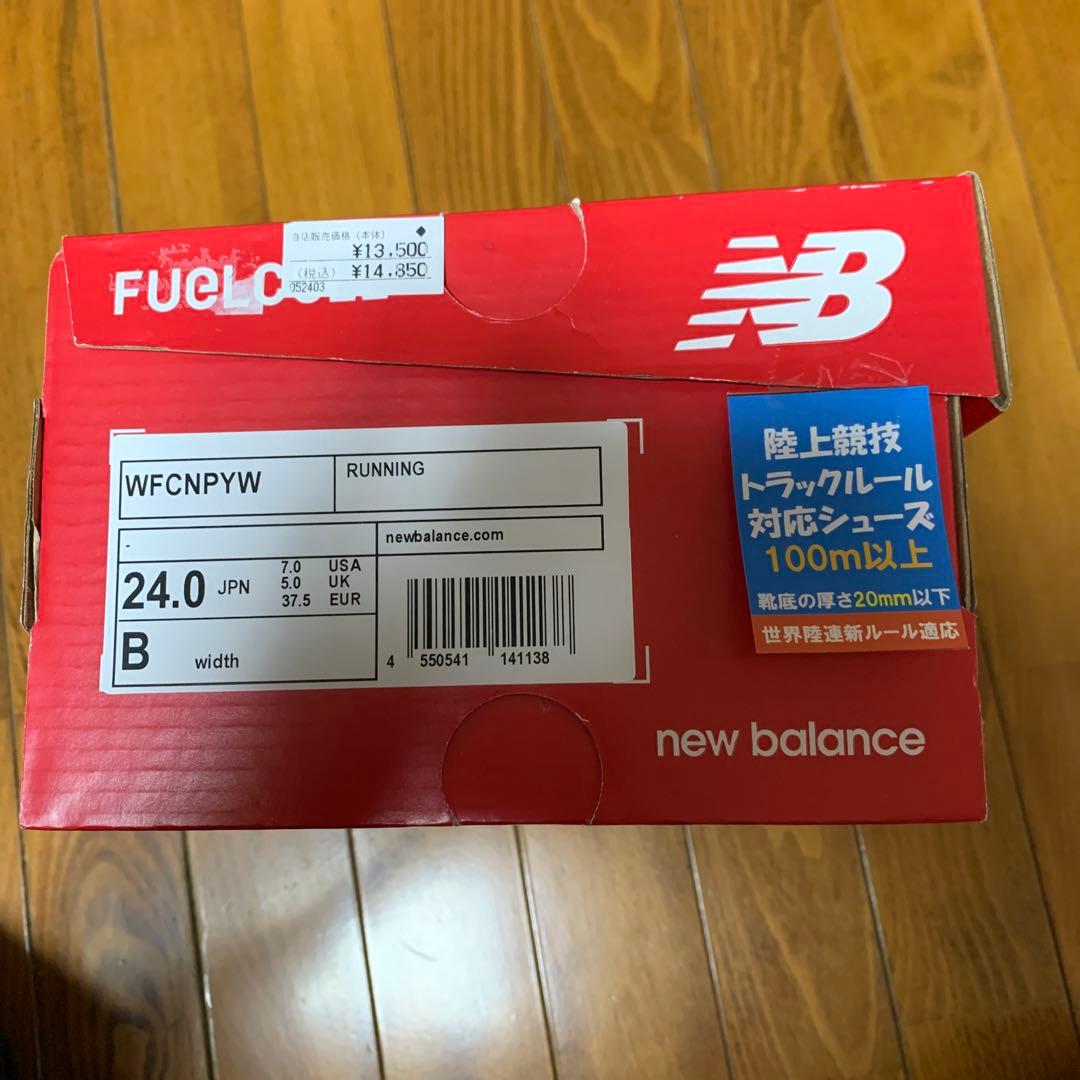 自店販売価格（本体） ◆
¥13,500
（税込） ¥14,850
052403
FUELC
NB
WFCNPYW
RUNNING
-
newbalance.com
24.0 JPN
7.0 USA
5.0 UK
37.5 EUR
B width
4 550541 141138
陸上競技
トラックルール
対応シューズ
100m以上
靴底の厚さ20mm以下
世界陸連新ルール適応
new balance